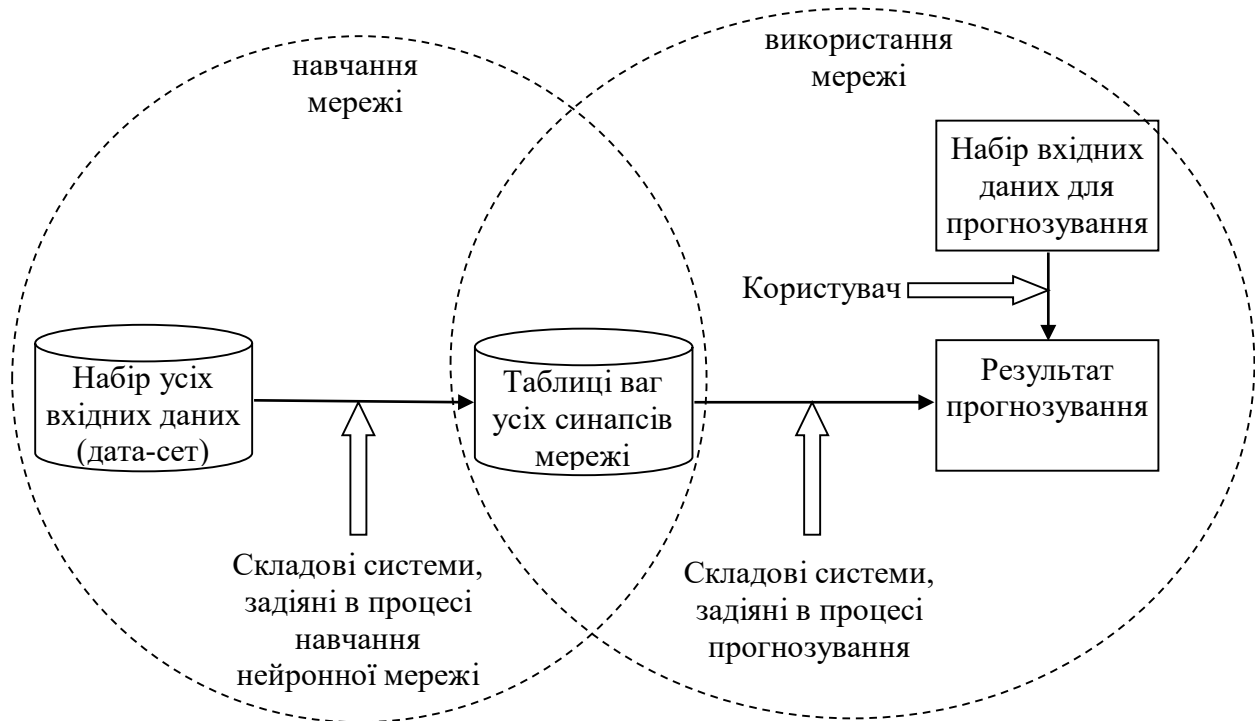 навчання
мережі
використання
мережі
Набір вхідних
даних для
прогнозування
Користувач
Набір усіх
вхідних даних
(дата-сет)
Таблиці ваг
усіх синапсів
мережі
Результат
прогнозування
Складові системи,
задіяні в процесі
навчання
нейронної мережі
Складові системи,
задіяні в процесі
прогнозування